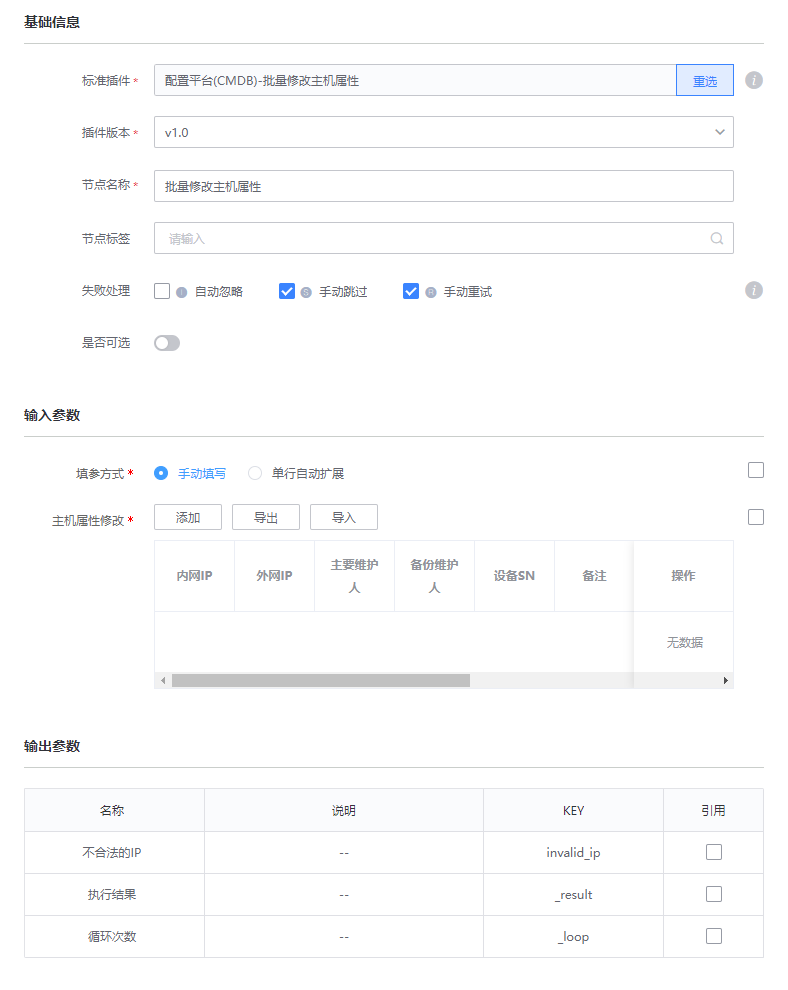 基础信息
标准插件 * 配置平台(CMDB)-批量修改主机属性 重选
插件版本 * v1.0
节点名称 * 批量修改主机属性
节点标签 请输入
失败处理 自动忽略 手动跳过 手动重试
是否可选
输入参数
填参方式 * 手动填写 单行自动扩展
主机属性修改 * 添加 导出 导入
内网IP 外网IP 主要维护人 备份维护人 设备SN 备注 操作
无数据
输出参数
名称 说明 KEY 引用
不合法的IP -- invalid_ip
执行结果 -- _result
循环次数 -- _loop